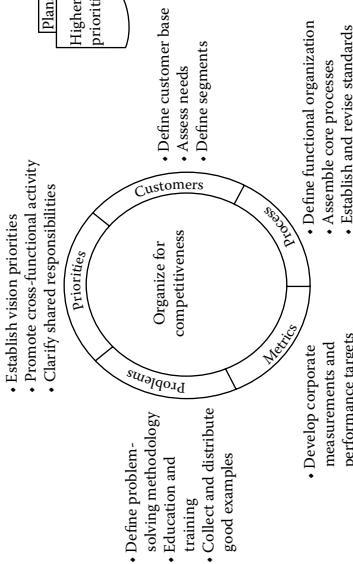 Plan
Higher
prioriti
• Establish vision priorities
• Promote cross-functional activity
• Clarify shared responsibilities
• Define customer base
• Assess needs
• Define segments
Priorities
Customers
Process
Metrics
Problems
Organize for
competitiveness
• Define problem-
solving methodology
• Education and
training
• Collect and distribute
good examples
• Develop corporate
measurements and
performance targets
• Define functional organization
• Assemble core processes
• Establish and revise standards